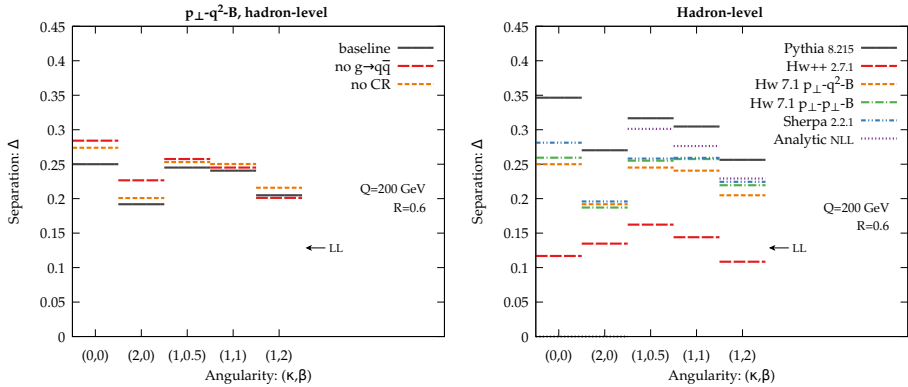 p⊥-q²-B, hadron-level
Separation: Δ
0.45
0.4
0.35
0.3
0.25
0.2
0.15
0.1
0.05
0
baseline
no g→qq̅
no CR
Q=200 GeV
R=0.6
← LL
(0,0) (2,0) (1,0.5) (1,1) (1,2)
Angularity: (κ,β)
Hadron-level
Separation: Δ
0.45
0.4
0.35
0.3
0.25
0.2
0.15
0.1
0.05
0
Pythia 8.215
Hw++ 2.7.1
Hw 7.1 p⊥-q²-B
Hw 7.1 p⊥-p⊥-B
Sherpa 2.2.1
Analytic NLL
Q=200 GeV
R=0.6
← LL
(0,0) (2,0) (1,0.5) (1,1) (1,2)
Angularity: (κ,β)